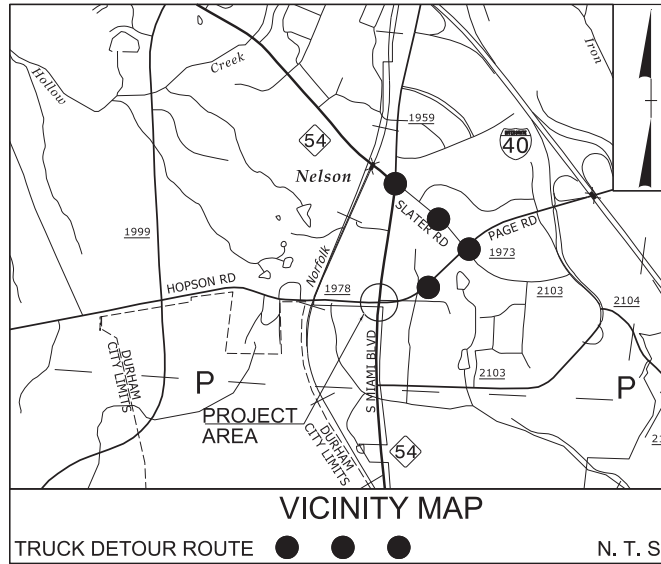 Hollow
Creek
Iron
1959
54
INTERSTATE
40
Nelson
SLATER RD
PAGE RD
1999
1973
Norfolk
HOPSON RD
1978
2103
2104
DURHAM
CITY LIMITS
P
S MIAMI BLVD
2103
P
PROJECT
AREA
DURHAM
CITY LIMITS
54
VICINITY MAP
TRUCK DETOUR ROUTE
N. T. S